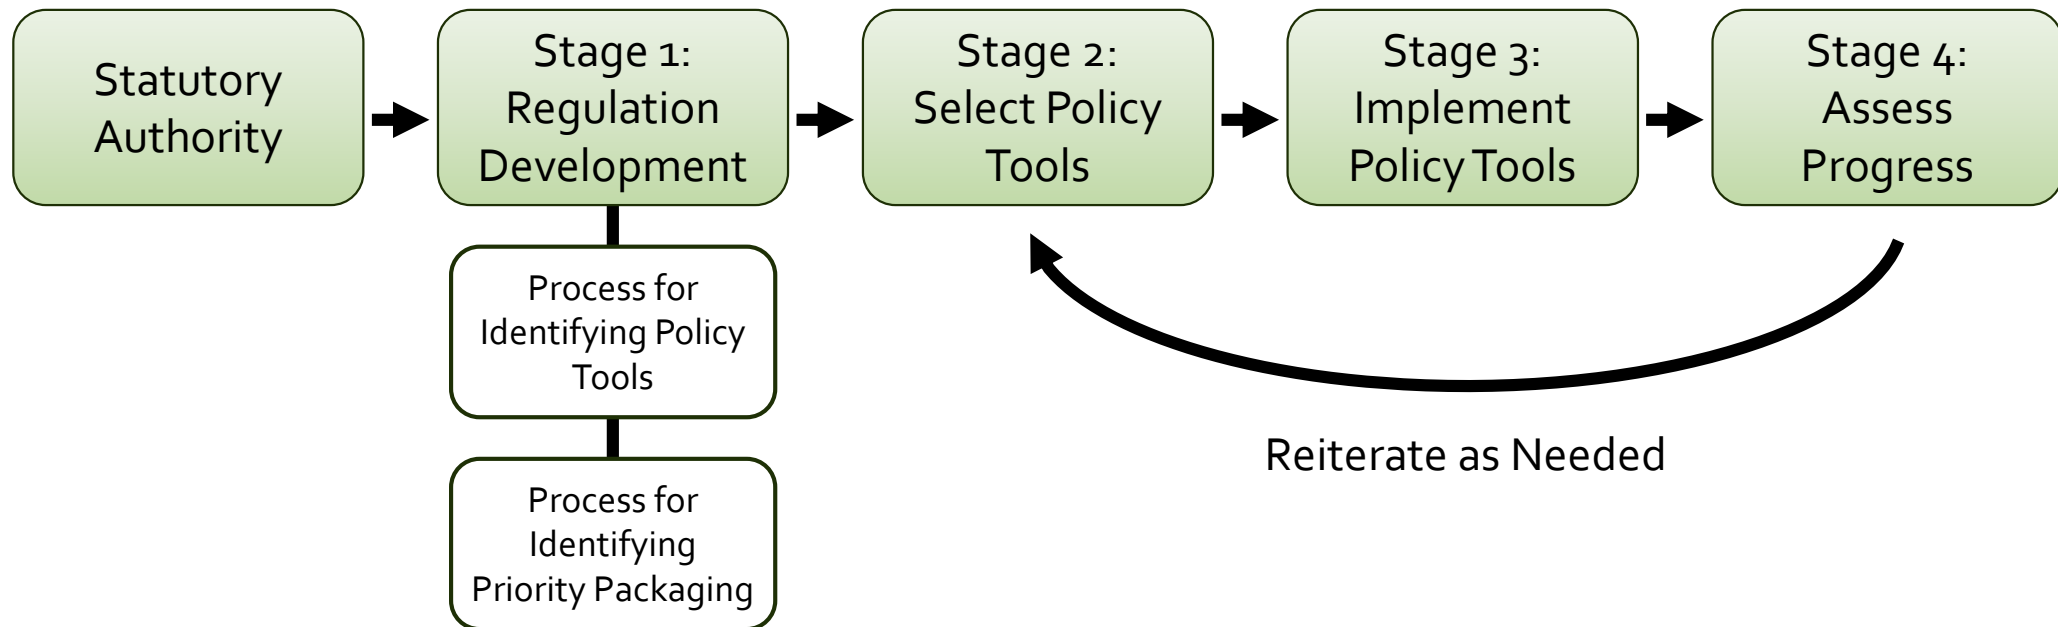 Statutory
Authority
Stage 1:
Regulation
Development
Stage 2:
Select Policy
Tools
Stage 3:
Implement
Policy Tools
Stage 4:
Assess
Progress
Process for
Identifying Policy
Tools
Process for
Identifying
Priority Packaging
Reiterate as Needed